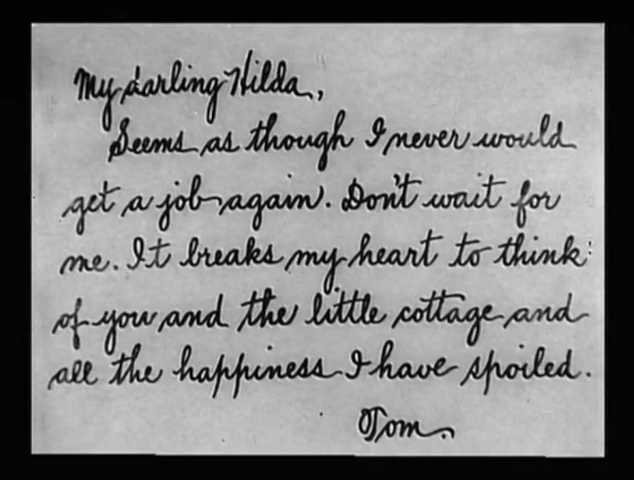 My darling Hilda,
Seems as though I never would
get a job again. Don't wait for
me. It breaks my heart to think
of you and the little cottage and
all the happiness I have spoiled.
Tom.